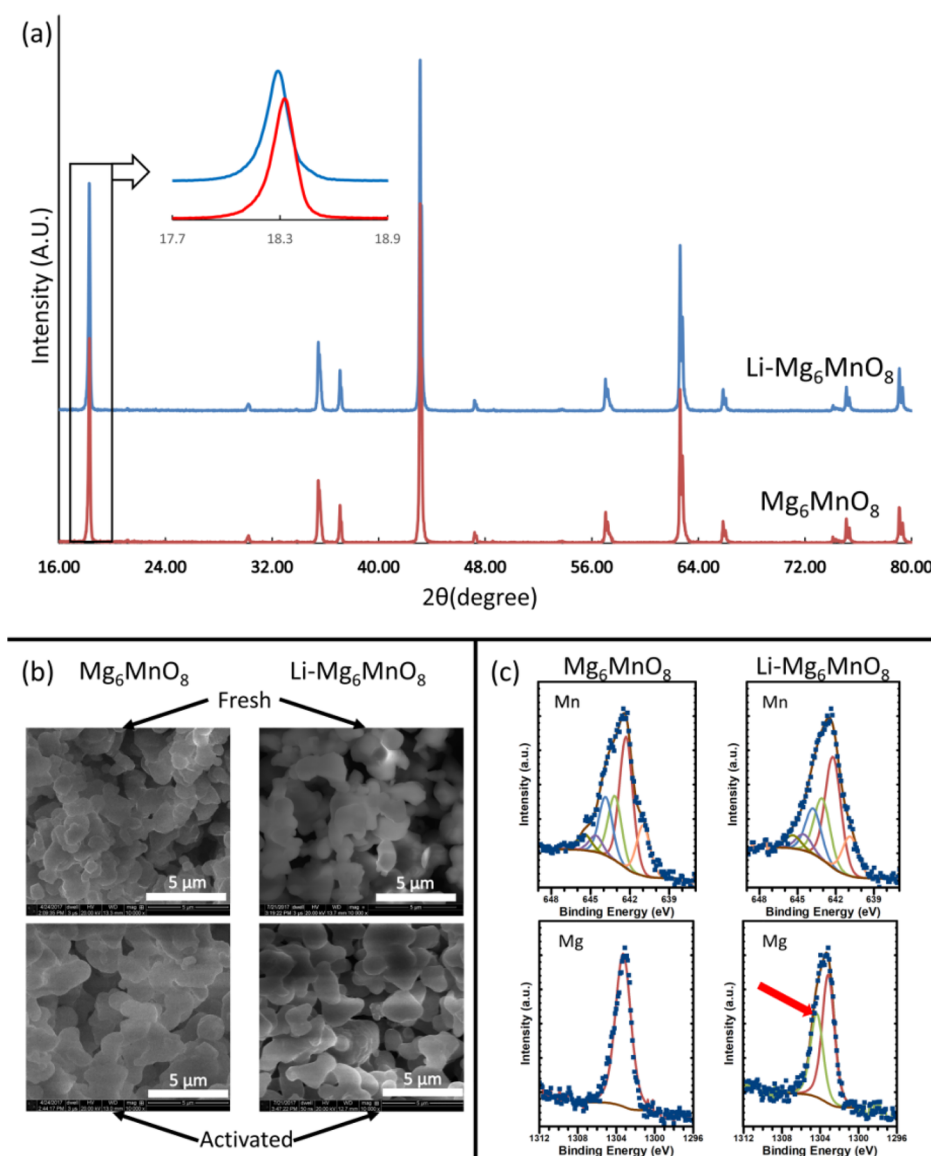 (a)
Intensity (A.U.)
17.7 18.3 18.9
Li-Mg₆MnO₈
Mg₆MnO₈
16.00 24.00 32.00 40.00 48.00 56.00 64.00 72.00 80.00
2θ(degree)
(b)
Mg₆MnO₈ Li-Mg₆MnO₈
Fresh
5 μm 5 μm
5 μm 5 μm
Activated
(c)
Mg₆MnO₈ Li-Mg₆MnO₈
Mn
Intensity (a.u.)
648 645 642 639
Binding Energy (eV)
Mn
Intensity (a.u.)
648 645 642 639
Binding Energy (eV)
Mg
Intensity (a.u.)
1312 1308 1304 1300 1296
Binding Energy (eV)
Mg
Intensity (a.u.)
1312 1308 1304 1300 1296
Binding Energy (eV)